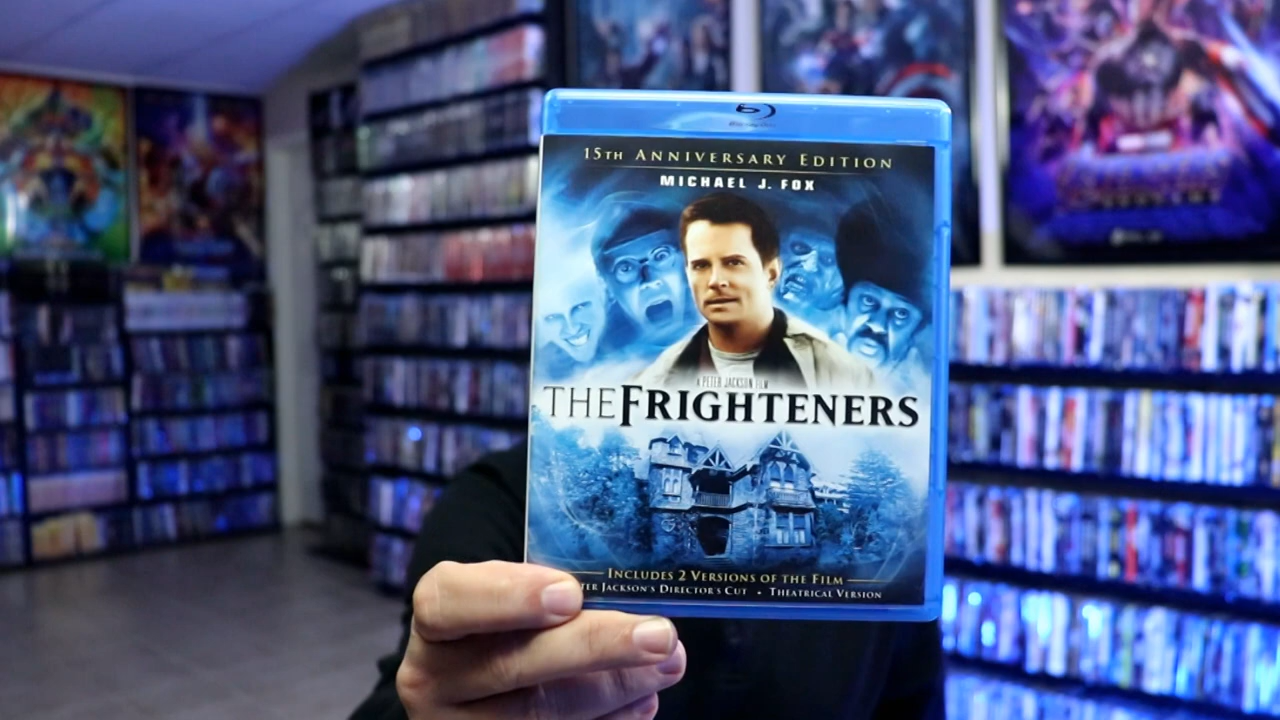 15TH ANNIVERSARY EDITION
MICHAEL J. FOX
A PETER JACKSON FILM
THE FRIGHTENERS
INCLUDES 2 VERSIONS OF THE FILM
TER JACKSON'S DIRECTOR'S CUT • THEATRICAL VERSION